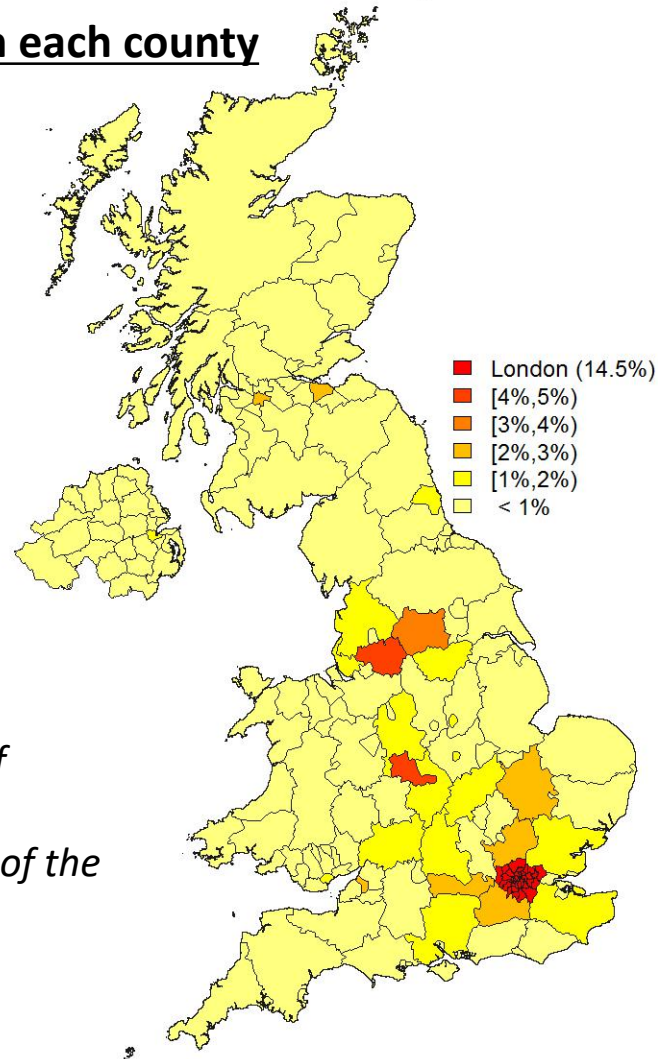 n each county
London (14.5%)
[4%,5%)
[3%,4%)
[2%,3%)
[1%,2%)
< 1%
f
of the